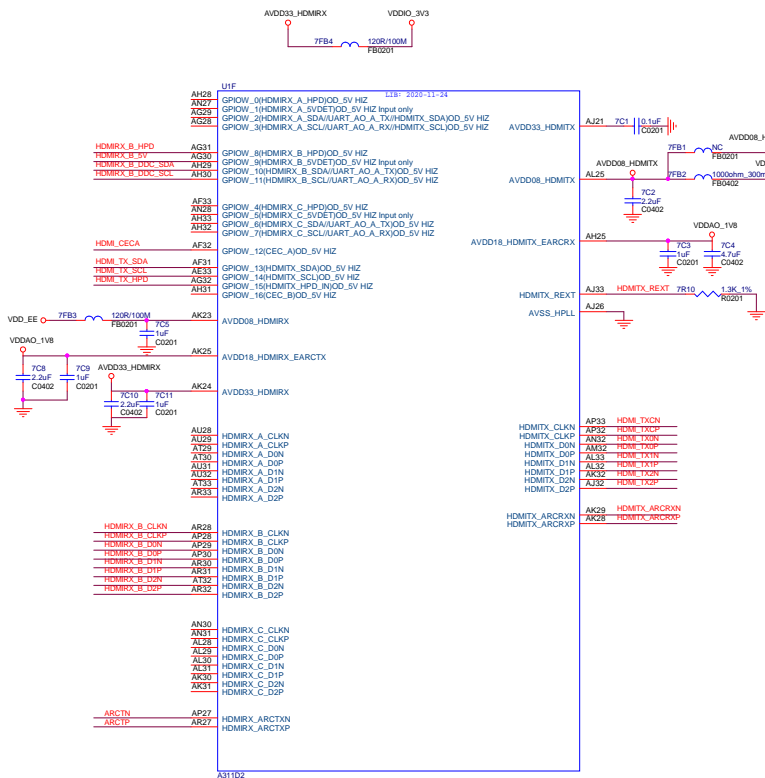 AVDD33_HDMIRX VDDIO_3V3
7FB4 120R/100M
FB0201
U1F
LIB: 2020-11-24
AH28 GPIOW_0(HDMIRX_A_HPD)OD_5V HIZ
AN27 GPIOW_1(HDMIRX_A_5VDET)OD_5V HIZ Input only
AG29 GPIOW_2(HDMIRX_A_SDA//UART_AO_A_TX//HDMITX_SDA)OD_5V HIZ
AG28 GPIOW_3(HDMIRX_A_SCL//UART_AO_A_RX//HDMITX_SCL)OD_5V HIZ
HDMIRX_B_HPD AG31 GPIOW_8(HDMIRX_B_HPD)OD_5V HIZ
HDMIRX_B_5V AG30 GPIOW_9(HDMIRX_B_5VDET)OD_5V HIZ Input only
HDMIRX_B_DDC_SDA AH29 GPIOW_10(HDMIRX_B_SDA//UART_AO_A_TX)OD_5V HIZ
HDMIRX_B_DDC_SCL AH30 GPIOW_11(HDMIRX_B_SCL//UART_AO_A_RX)OD_5V HIZ
AF33 GPIOW_4(HDMIRX_C_HPD)OD_5V HIZ
AN28 GPIOW_5(HDMIRX_C_5VDET)OD_5V HIZ Input only
AH33 GPIOW_6(HDMIRX_C_SDA//UART_AO_A_TX)OD_5V HIZ
AH32 GPIOW_7(HDMIRX_C_SCL//UART_AO_A_RX)OD_5V HIZ
HDMI_CECA AF32 GPIOW_12(CEC_A)OD_5V HIZ
HDMI_TX_SDA AF31 GPIOW_13(HDMITX_SDA)OD_5V HIZ
HDMI_TX_SCL AE33 GPIOW_14(HDMITX_SCL)OD_5V HIZ
HDMI_TX_HPD AG32 GPIOW_15(HDMITX_HPD_IN)OD_5V HIZ
AH31 GPIOW_16(CEC_B)OD_5V HIZ
VDD_EE 7FB3 120R/100M FB0201 AK23 AVDD08_HDMIRX
7C5
1uF
C0201
VDDAO_1V8 AK25 AVDD18_HDMIRX_EARCTX
7C8
2.2uF
C0402
7C9
1uF
C0201
AVDD33_HDMIRX AK24 AVDD33_HDMIRX
7C10
2.2uF
C0402
7C11
1uF
C0201
AU28 HDMIRX_A_CLKN
AU29 HDMIRX_A_CLKP
AT29 HDMIRX_A_D0N
AT30 HDMIRX_A_D0P
AU31 HDMIRX_A_D1N
AU32 HDMIRX_A_D1P
AT33 HDMIRX_A_D2N
AR33 HDMIRX_A_D2P
HDMIRX_B_CLKN AR28 HDMIRX_B_CLKN
HDMIRX_B_CLKP AP28 HDMIRX_B_CLKP
HDMIRX_B_D0N AP29 HDMIRX_B_D0N
HDMIRX_B_D0P AP30 HDMIRX_B_D0P
HDMIRX_B_D1N AR30 HDMIRX_B_D1N
HDMIRX_B_D1P AR31 HDMIRX_B_D1P
HDMIRX_B_D2N AT32 HDMIRX_B_D2N
HDMIRX_B_D2P AR32 HDMIRX_B_D2P
AN30 HDMIRX_C_CLKN
AN31 HDMIRX_C_CLKP
AL28 HDMIRX_C_D0N
AL29 HDMIRX_C_D0P
AL30 HDMIRX_C_D1N
AL31 HDMIRX_C_D1P
AK30 HDMIRX_C_D2N
AK31 HDMIRX_C_D2P
ARCTN AP27 HDMIRX_ARCTXN
ARCTP AR27 HDMIRX_ARCTXP
A311D2
AVDD33_HDMITX AJ21 7C1 0.1uF
C0201
AVDD08_HDMITX AL25 AVDD08_HDMITX
7FB1 NC
FB0201
AVDD08_H
7FB2 1000ohm_300m
FB0402
VD
7C2
2.2uF
C0402
AVDD18_HDMITX_EARCRX AH25 VDDAO_1V8
7C3
1uF
C0201
7C4
4.7uF
C0402
HDMITX_REXT AJ33 HDMITX_REXT 7R10 1.3K_1%
R0201
AVSS_HPLL AJ26
HDMITX_CLKN AP33 HDMI_TXCN
HDMITX_CLKP AP32 HDMI_TXCP
HDMITX_D0N AN32 HDMI_TX0N
HDMITX_D0P AM32 HDMI_TX0P
HDMITX_D1N AL33 HDMI_TX1N
HDMITX_D1P AL32 HDMI_TX1P
HDMITX_D2N AK32 HDMI_TX2N
HDMITX_D2P AJ32 HDMI_TX2P
HDMITX_ARCRXN AK29 HDMITX_ARCRXN
HDMITX_ARCRXP AK28 HDMITX_ARCRXP